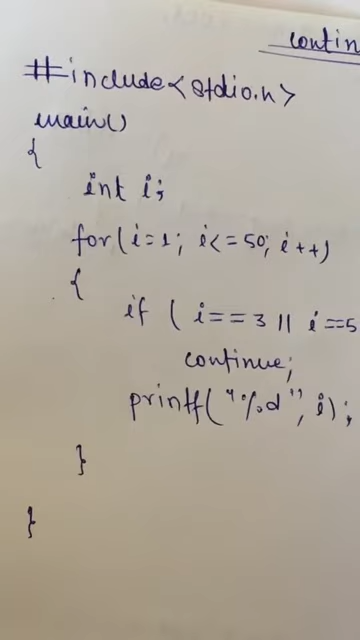 contin
#include<stdio.h>
main()
{
int i;
for(i=1; i<=50; i++)
{
if ( i==3 || i==5
continue;
printf("%d", i);
}
}